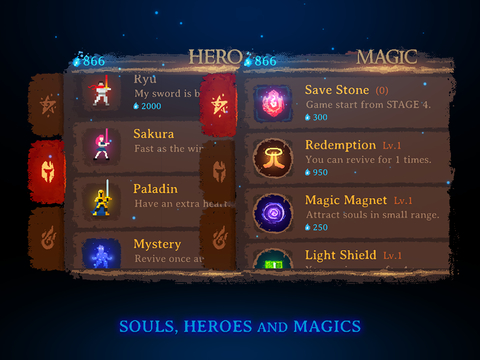 866
HERO
Ryu
My sword is b
2000
Sakura
Fast as the win
Paladin
Have an extra heart.
Mystery
Revive once a
866
MAGIC
Save Stone (0)
Game start from STAGE 4.
300
Redemption Lv.1
You can revive for 1 times.
950
Magic Magnet Lv.1
Attract souls in small range.
250
Light Shield Lv.1
SOULS, HEROES AND MAGICS